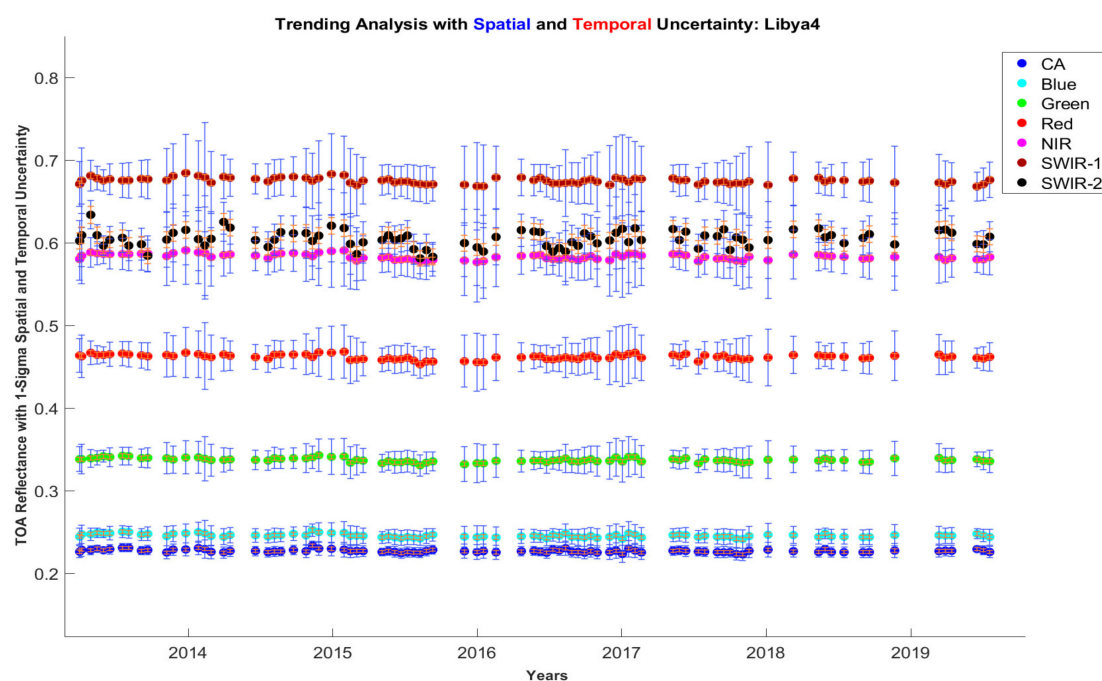 Trending Analysis with Spatial and Temporal Uncertainty: Libya4
TOA Reflectance with 1-Sigma Spatial and Temporal Uncertainty
0.8
0.7
0.6
0.5
0.4
0.3
0.2
2014
2015
2016
2017
2018
2019
Years
CA
Blue
Green
Red
NIR
SWIR-1
SWIR-2